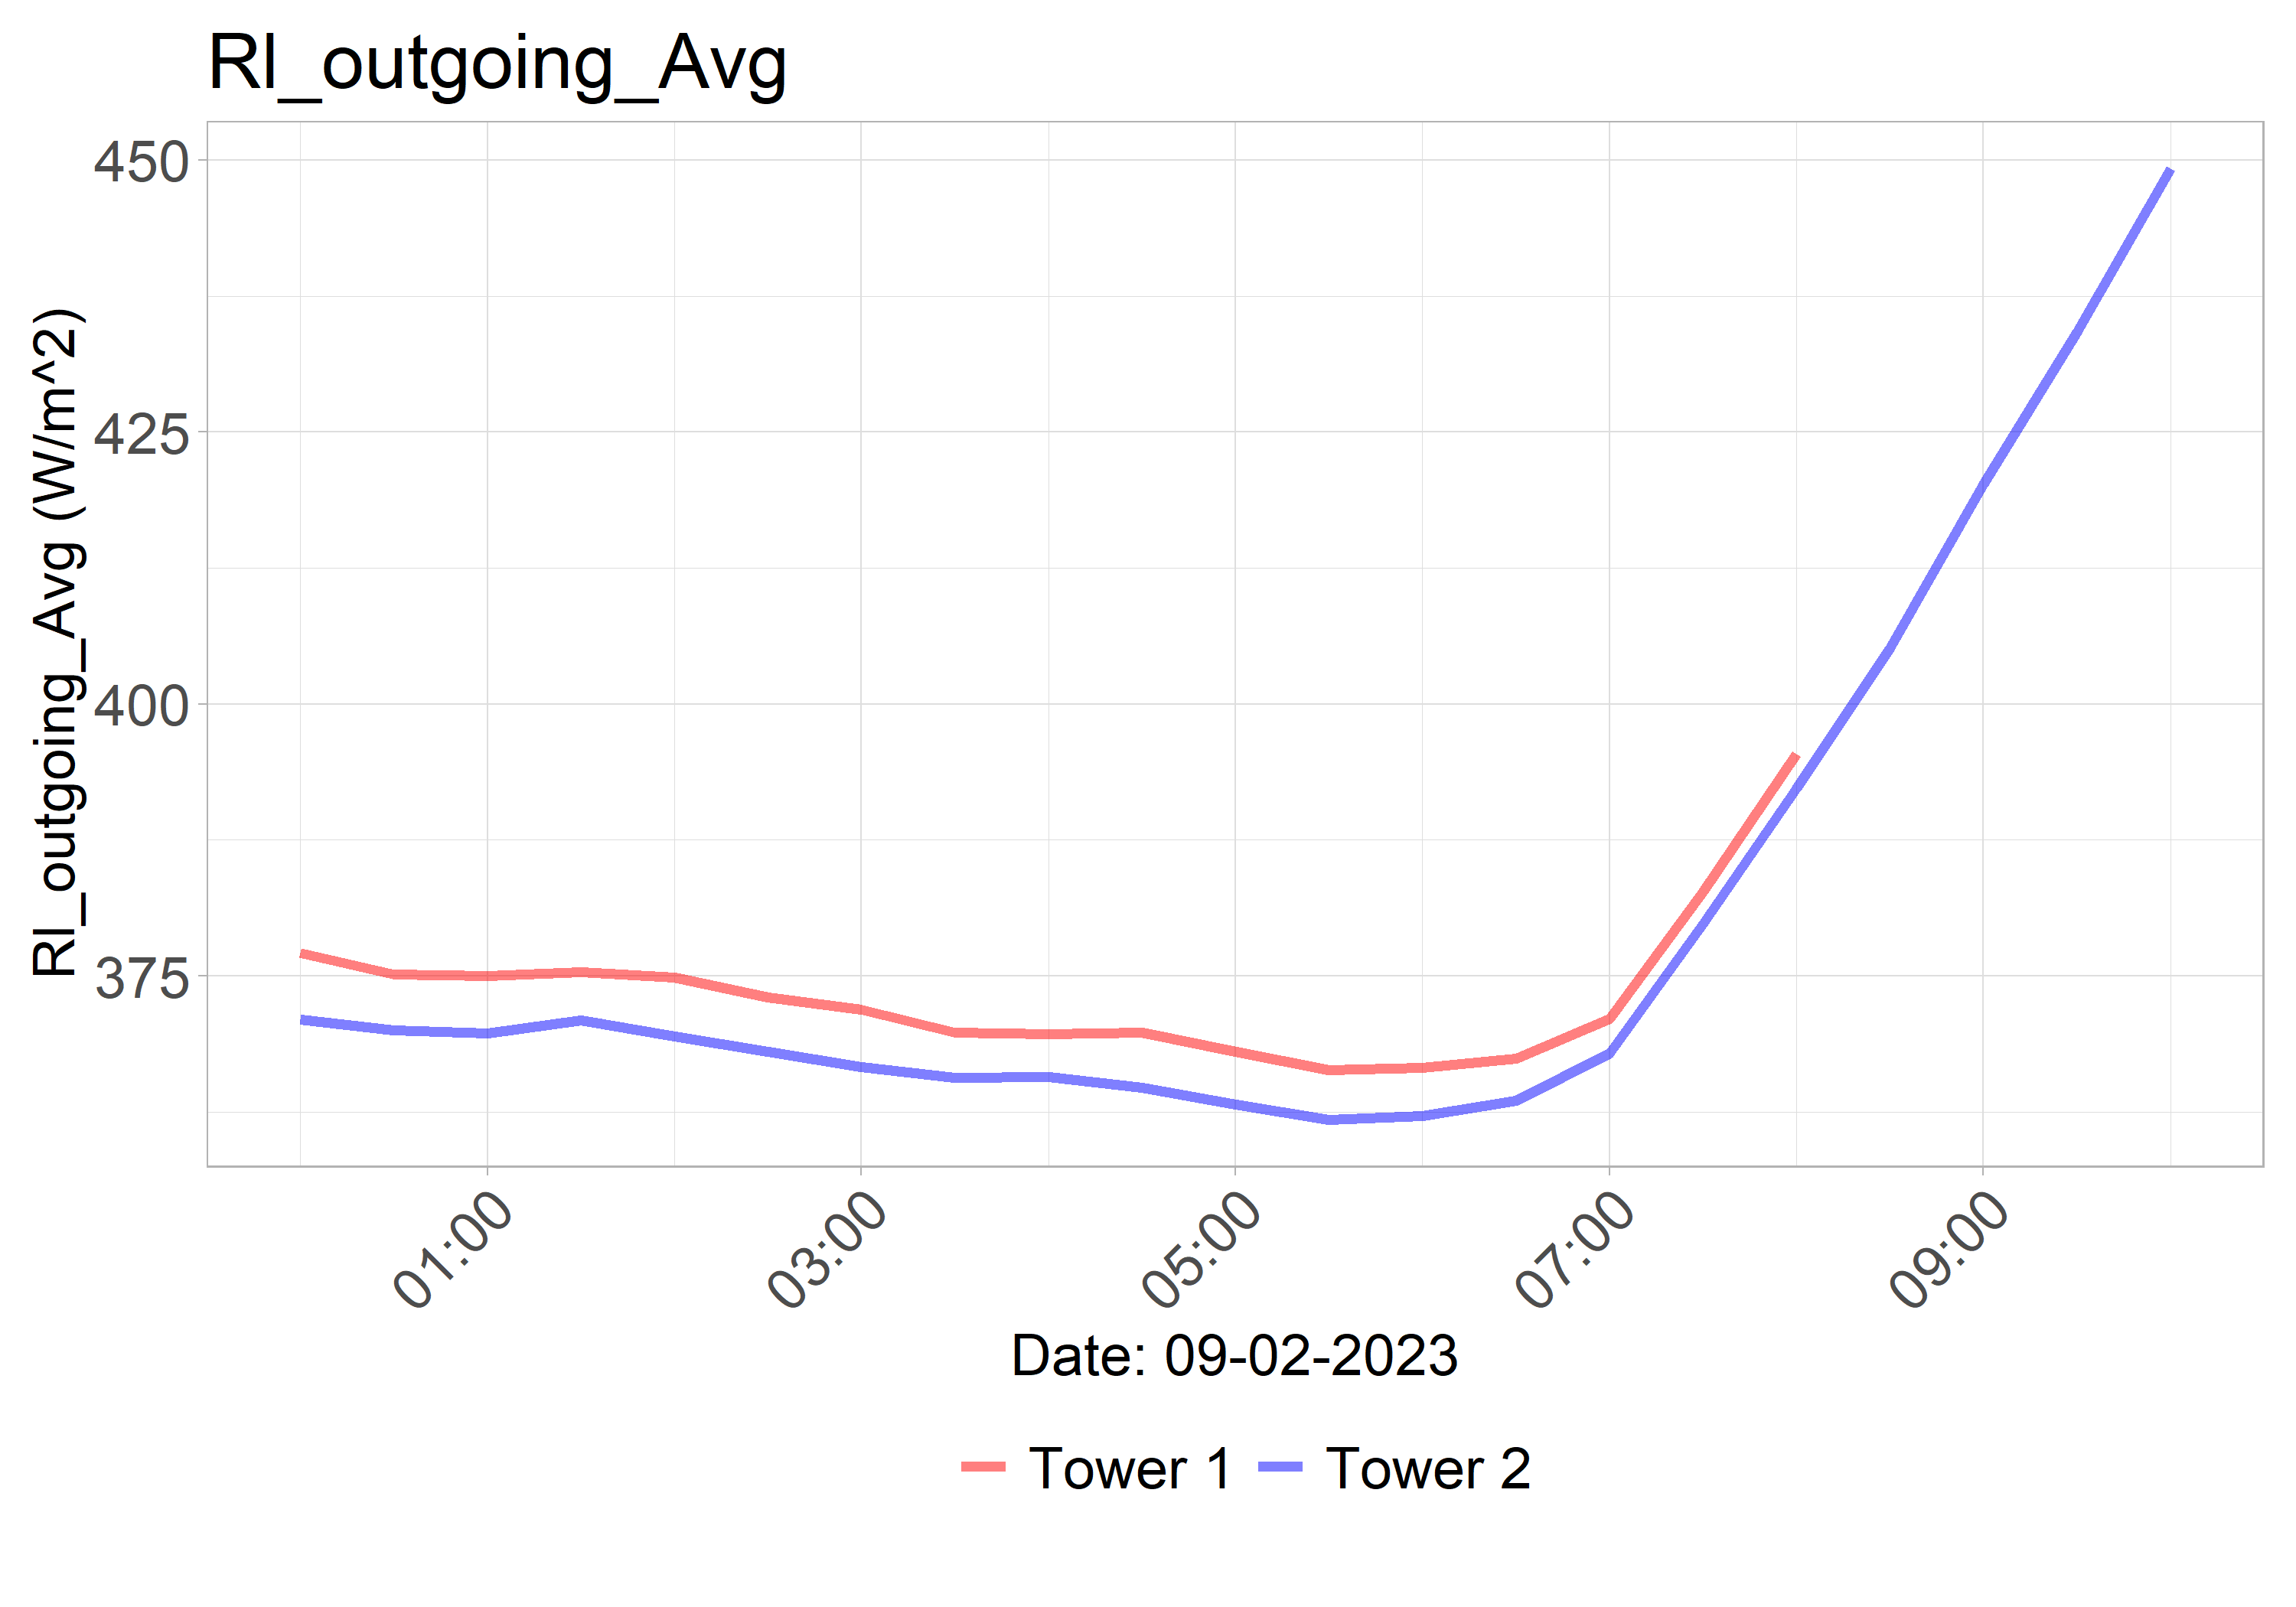 Rl_outgoing_Avg
Rl_outgoing_Avg (W/m^2)
450
425
400
375
01:00 03:00 05:00 07:00 09:00
Date: 09-02-2023
Tower 1 Tower 2